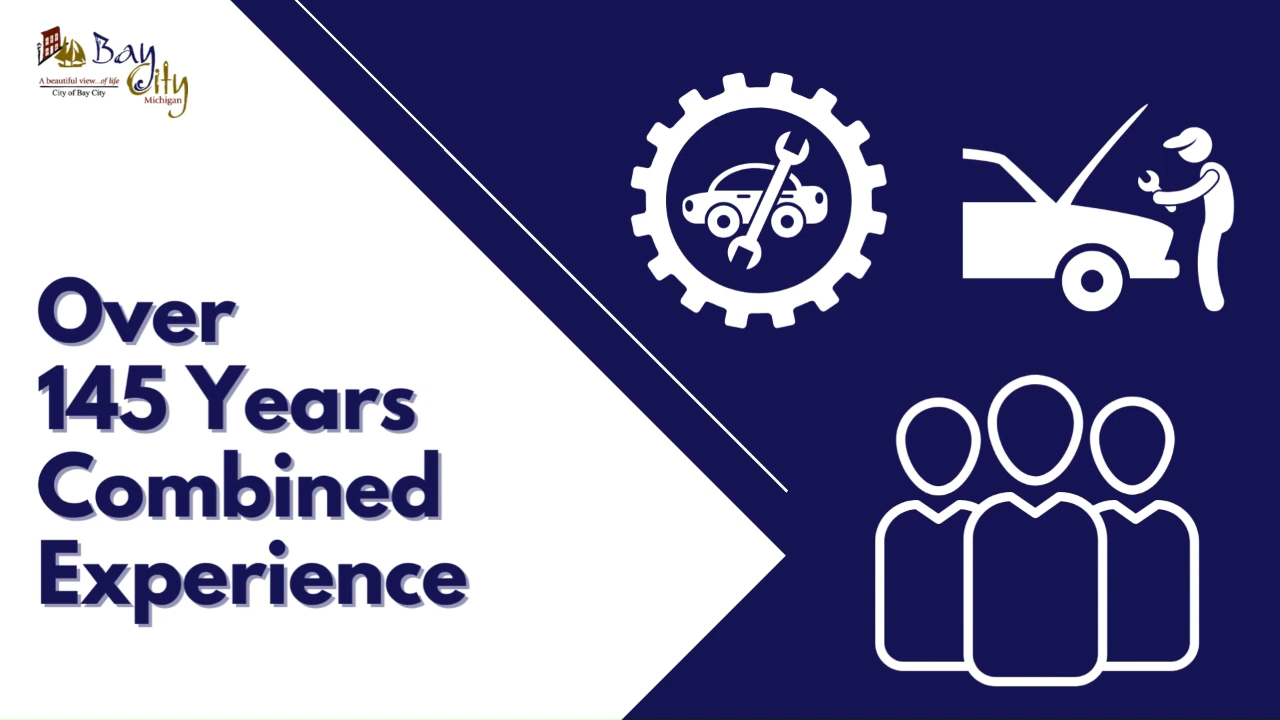 Bay
City
A beautiful view...of life
City of Bay City
Michigan
Over
145 Years
Combined
Experience